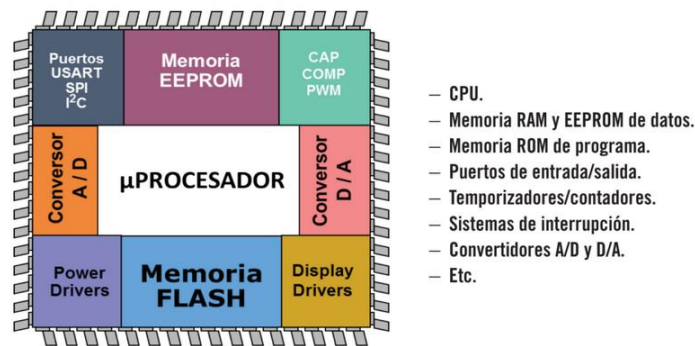 Puertos
USART
SPI
I²C
Memoria
EEPROM
CAP
COMP
PWM
Conversor
A / D
µPROCESADOR
Conversor
D / A
Power
Drivers
Memoria
FLASH
Display
Drivers
– CPU.
– Memoria RAM y EEPROM de datos.
– Memoria ROM de programa.
– Puertos de entrada/salida.
– Temporizadores/contadores.
– Sistemas de interrupción.
– Convertidores A/D y D/A.
– Etc.